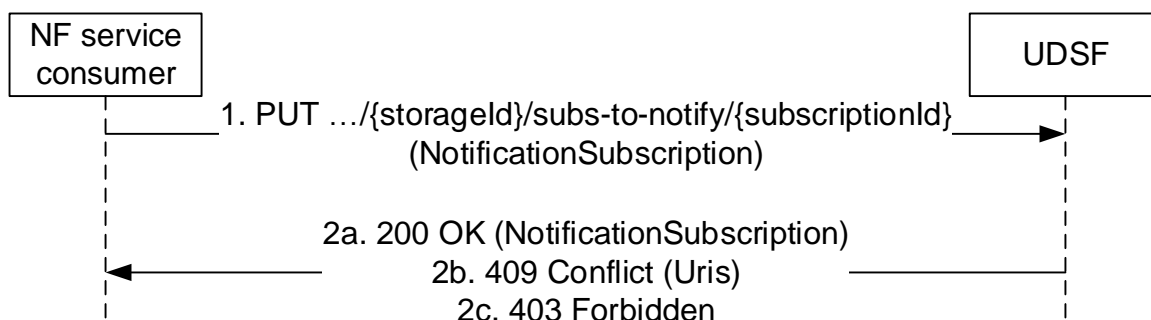 NF service
consumer
UDSF
1. PUT …/{storageId}/subs-to-notify/{subscriptionId}
(NotificationSubscription)
2a. 200 OK (NotificationSubscription)
2b. 409 Conflict (Uris)
2c. 403 Forbidden